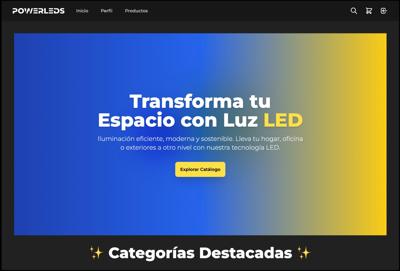 POWERLEDS
Inicio Perfil Productos
Transforma tu
Espacio con Luz LED
Iluminación eficiente, moderna y sostenible. Lleva tu hogar, oficina
o exteriores a otro nivel con nuestra tecnología LED.
Explorar Catálogo
✨ Categorías Destacadas ✨